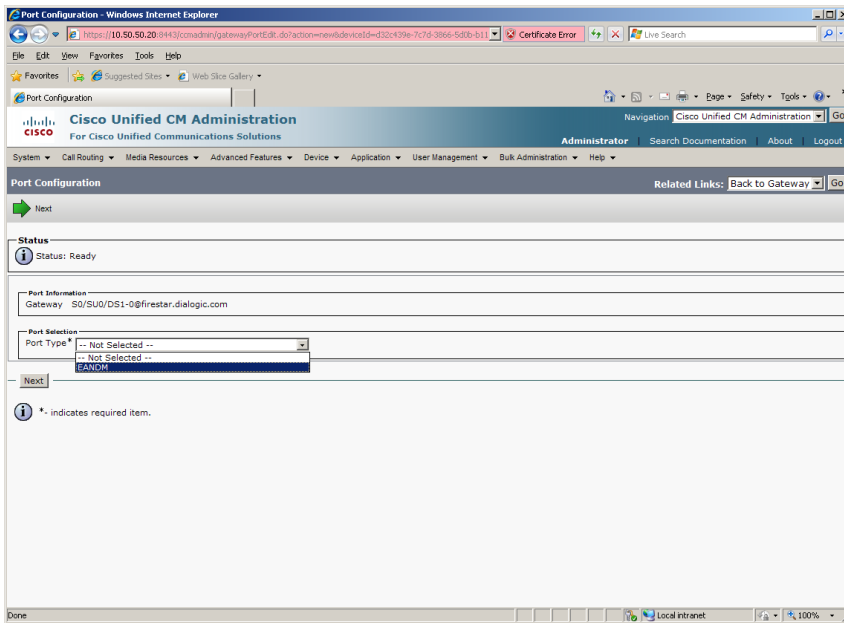 Port Configuration - Windows Internet Explorer
https://10.50.50.20:8443/ccmadmin/gatewayPortEdit.do?action=new&deviceId=d32c439e-7c7d-3866-5d0b-b11
Certificate Error
Live Search
File Edit View Favorites Tools Help
Favorites Suggested Sites Web Slice Gallery
Port Configuration
Page Safety Tools
CISCO
Cisco Unified CM Administration
For Cisco Unified Communications Solutions
Navigation Cisco Unified CM Administration Go
Administrator | Search Documentation | About | Logout
System Call Routing Media Resources Advanced Features Device Application User Management Bulk Administration Help
Port Configuration
Related Links: Back to Gateway Go
Next
Status
Status: Ready
Port Information
Gateway S0/SU0/DS1-0@firestar.dialogic.com
Port Selection
Port Type* -- Not Selected --
-- Not Selected --
EANDM
Next
*- indicates required item.
Done
Local intranet
100%